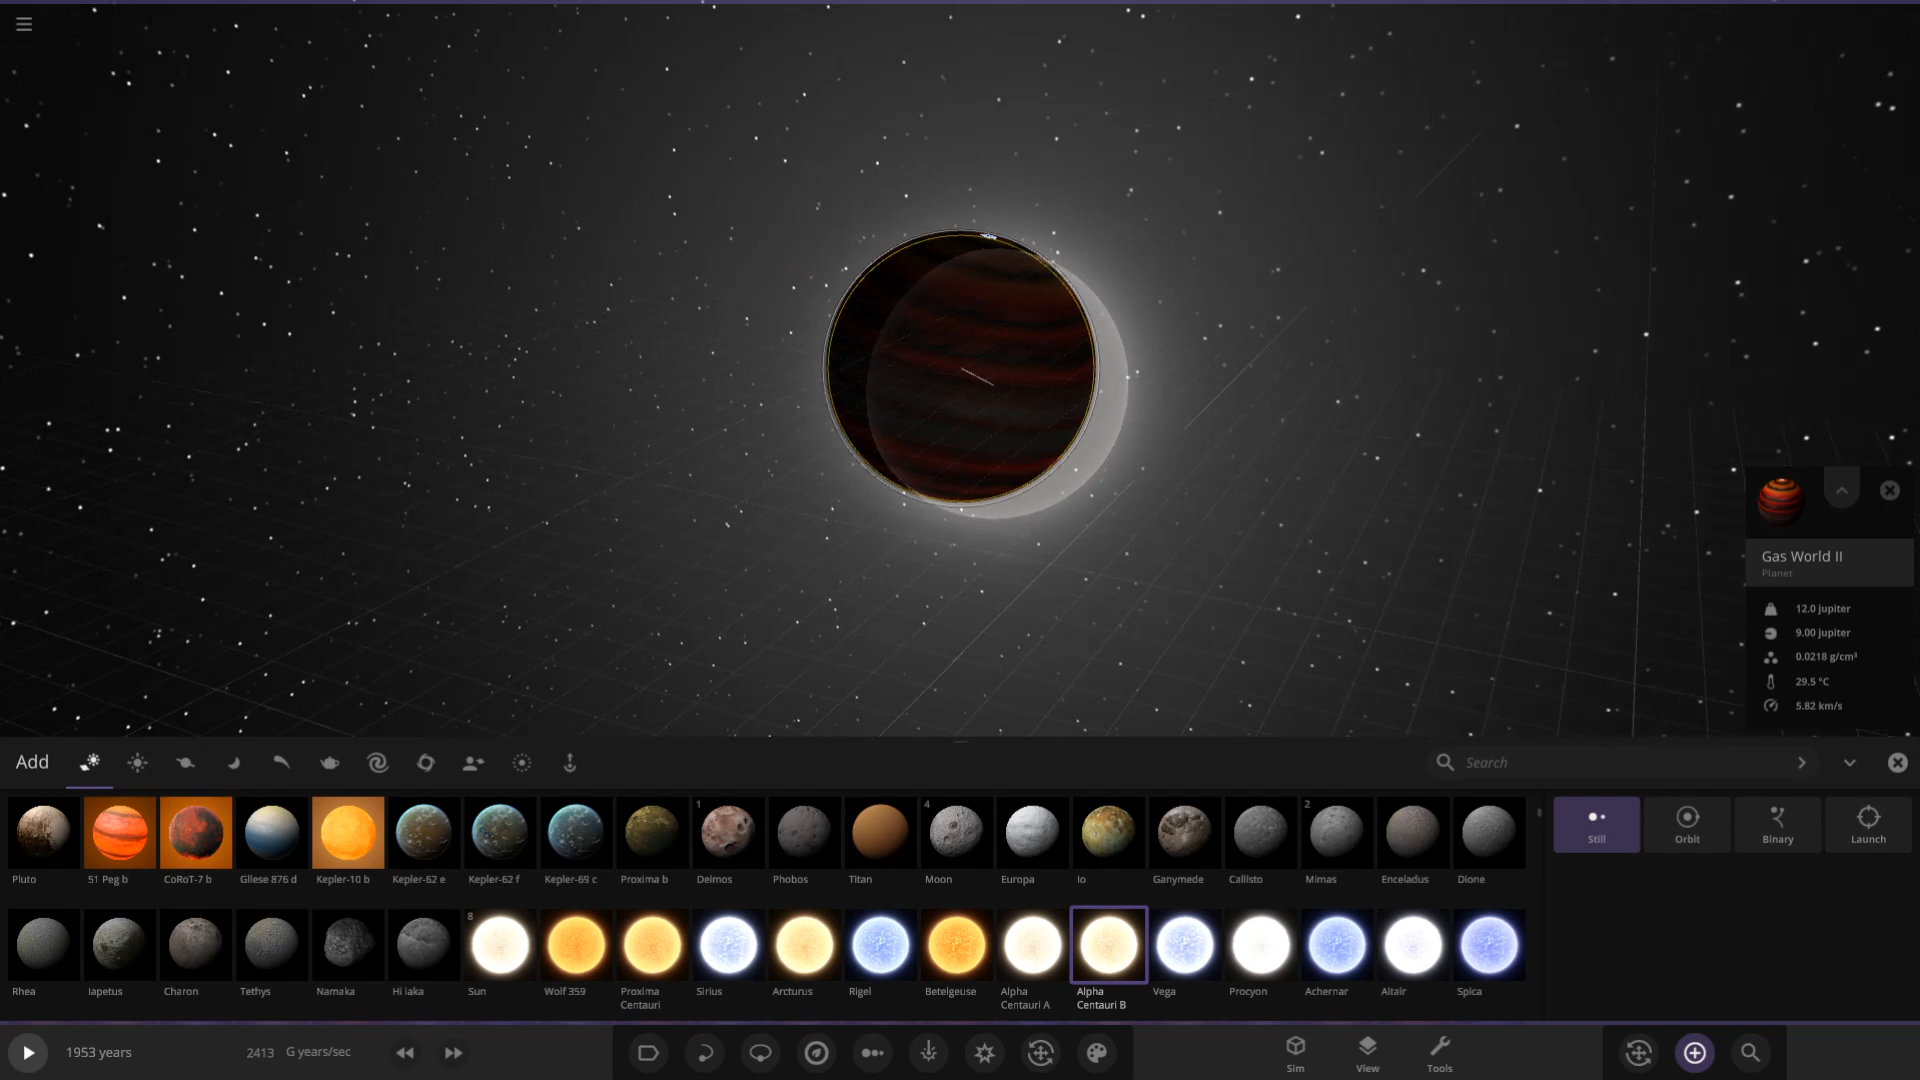 Gas World II
Planet
12.0 jupiter
9.00 jupiter
0.0218 g/cm³
29.5 °C
5.82 km/s
Add
Search
1
4
2
Pluto
51 Peg b
CoRoT-7 b
Gliese 876 d
Kepler-10 b
Kepler-62 e
Kepler-62 f
Kepler-69 c
Proxima b
Deimos
Phobos
Titan
Moon
Europa
Io
Ganymede
Callisto
Mimas
Enceladus
Dione
Still
Orbit
Binary
Launch
8
Rhea
Iapetus
Charon
Tethys
Namaka
Hi iaka
Sun
Wolf 359
Proxima
Centauri
Sirius
Arcturus
Rigel
Betelgeuse
Alpha
Centauri A
Alpha
Centauri B
Vega
Procyon
Achernar
Altair
Spica
1953 years
2413 G years/sec
Sim
View
Tools